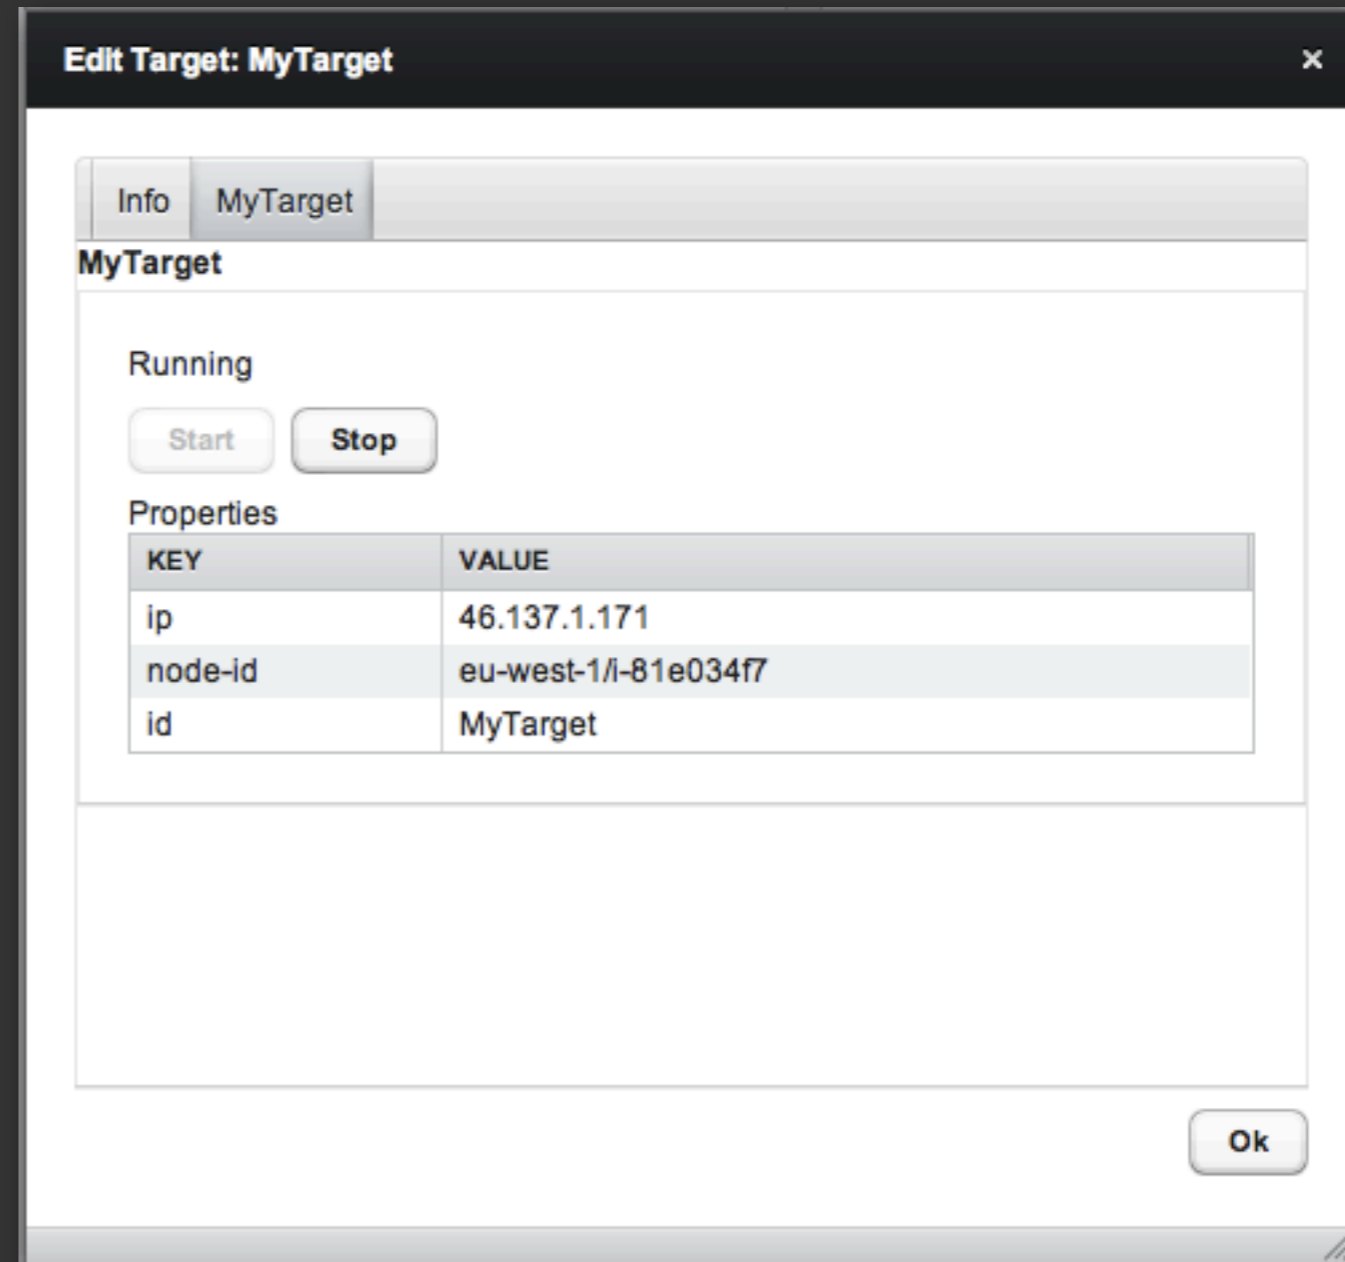 Edit Target: MyTarget ×
Info MyTarget
MyTarget
Running
Start Stop
Properties
KEY VALUE
ip 46.137.1.171
node-id eu-west-1/i-81e034f7
id MyTarget
Ok